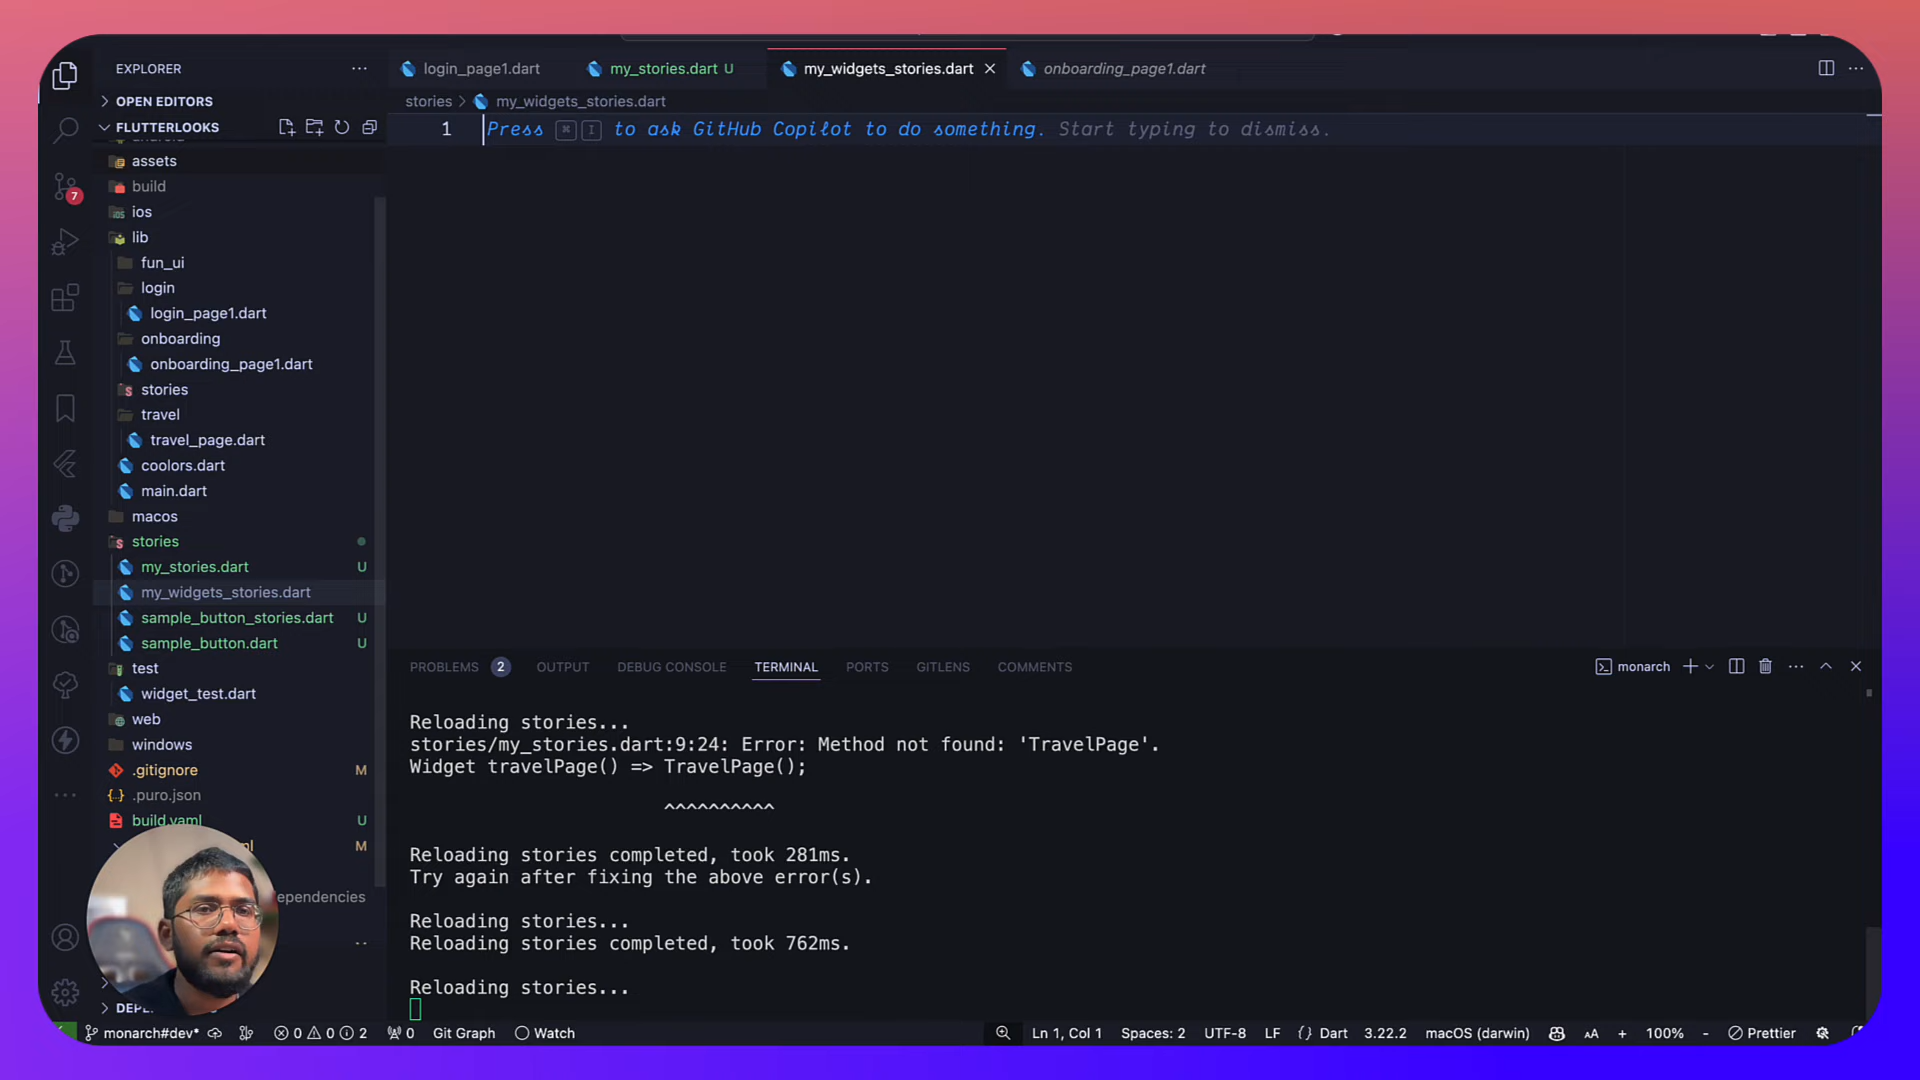 EXPLORER
OPEN EDITORS
FLUTTERLOOKS
assets
build
ios
lib
fun_ui
login
login_page1.dart
onboarding
onboarding_page1.dart
stories
travel
travel_page.dart
coolors.dart
main.dart
macos
stories
my_stories.dart U
my_widgets_stories.dart
sample_button_stories.dart U
sample_button.dart U
test
widget_test.dart
web
windows
.gitignore M
.puro.json
build.yaml U
M
ependencies
7
login_page1.dart
my_stories.dart U
my_widgets_stories.dart
onboarding_page1.dart
stories > my_widgets_stories.dart
1 Press ⌘ I to ask GitHub Copilot to do something. Start typing to dismiss.
PROBLEMS 2 OUTPUT DEBUG CONSOLE TERMINAL PORTS GITLENS COMMENTS monarch
Reloading stories...
stories/my_stories.dart:9:24: Error: Method not found: 'TravelPage'.
Widget travelPage() => TravelPage();
^^^^^^^^^^
Reloading stories completed, took 281ms.
Try again after fixing the above error(s).
Reloading stories...
Reloading stories completed, took 762ms.
Reloading stories...
monarch#dev* 0 0 2 0 Git Graph Watch Ln 1, Col 1 Spaces: 2 UTF-8 LF {} Dart 3.22.2 macOS (darwin) AA + 100% - Prettier